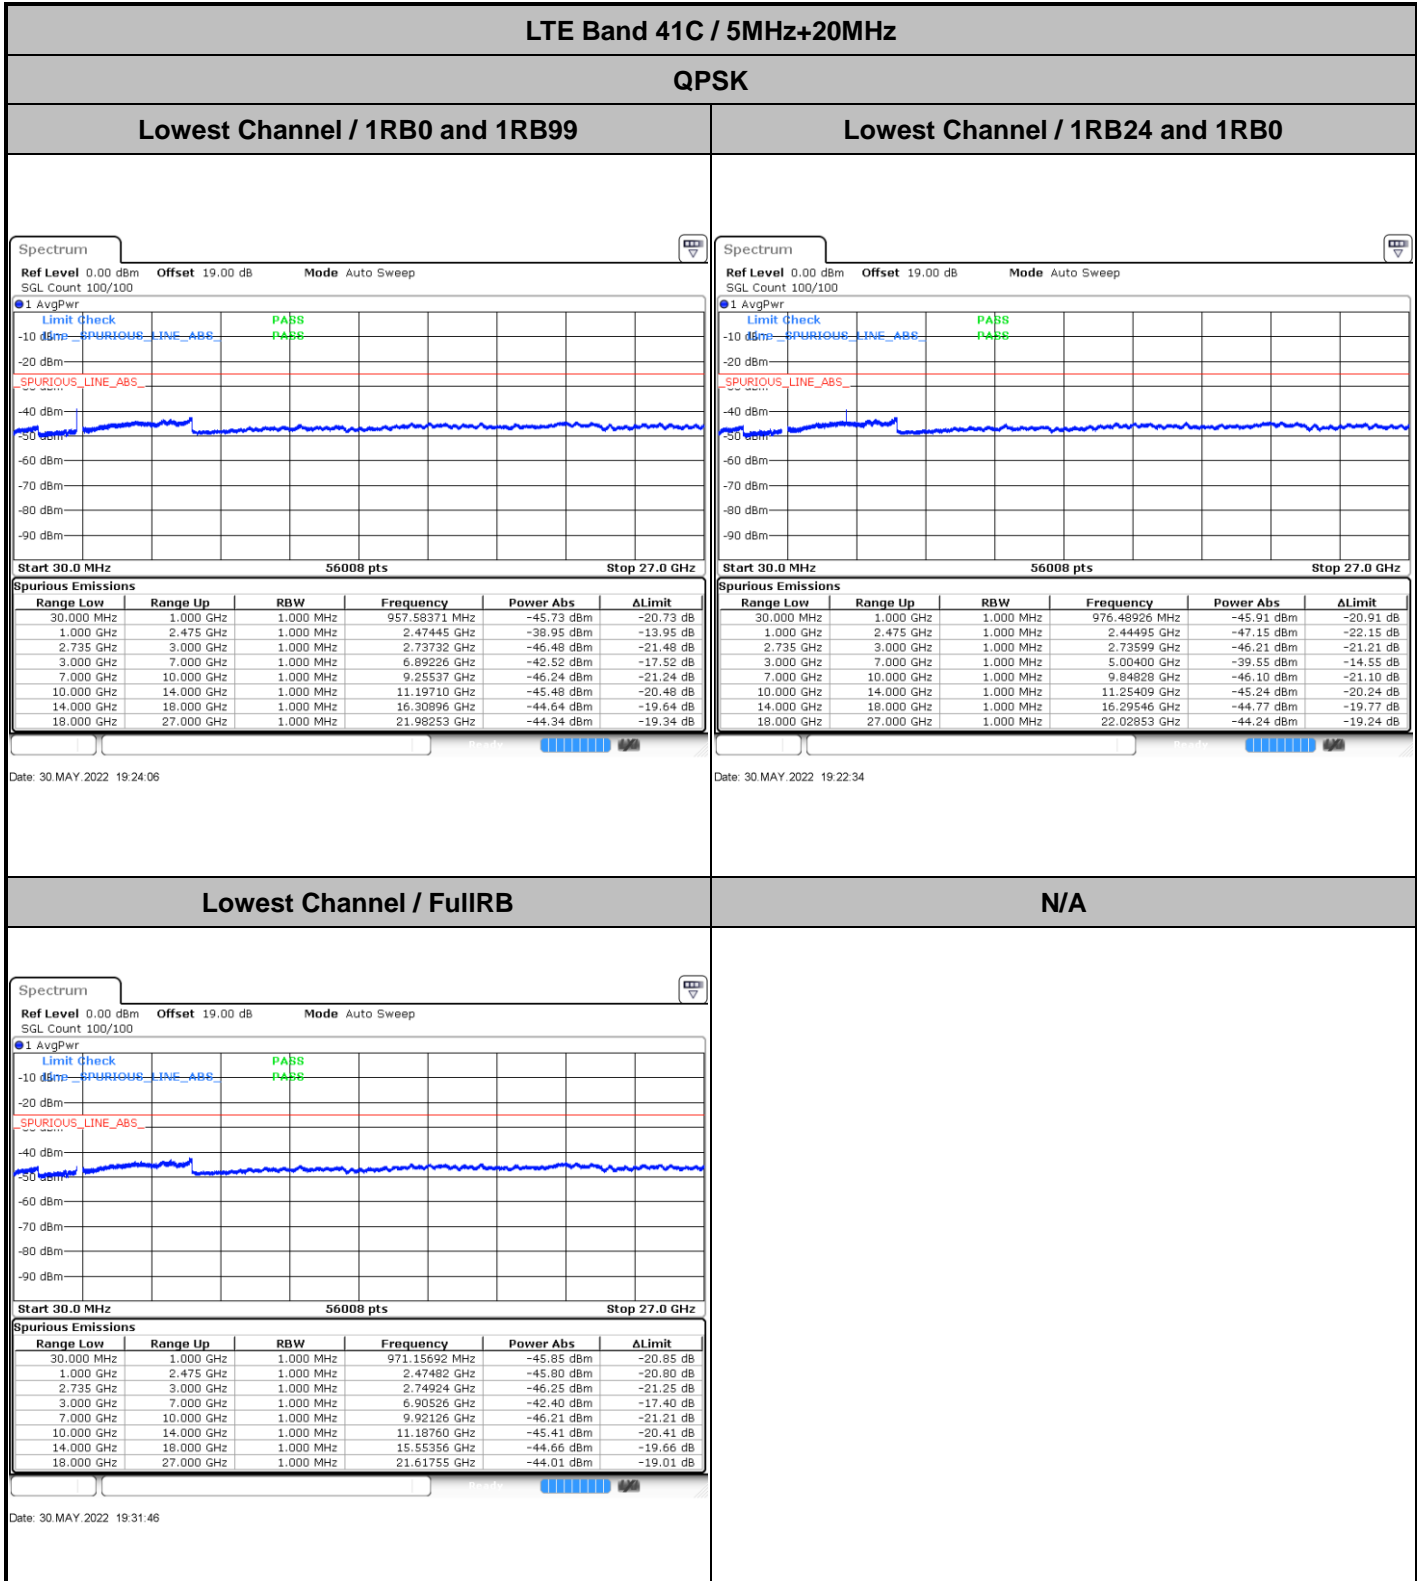 LTE Band 41C / 5MHz+20MHz
QPSK
Lowest Channel / 1RB0 and 1RB99
Lowest Channel / 1RB24 and 1RB0
Spectrum
Ref Level 0.00 dBm Offset 19.00 dB Mode Auto Sweep
SGL Count 100/100
1 AvgPwr
Limit Check PASS
Line _SPURIOUS_LINE_ABS_ PASS
-10 dBm
-20 dBm
_SPURIOUS_LINE_ABS_
-40 dBm
-50 dBm
-60 dBm
-70 dBm
-80 dBm
-90 dBm
Start 30.0 MHz 56008 pts Stop 27.0 GHz
Spurious Emissions
Range Low Range Up RBW Frequency Power Abs ΔLimit
30.000 MHz 1.000 GHz 1.000 MHz 957.58371 MHz -45.73 dBm -20.73 dB
1.000 GHz 2.475 GHz 1.000 MHz 2.47445 GHz -38.95 dBm -13.95 dB
2.735 GHz 3.000 GHz 1.000 MHz 2.73732 GHz -46.48 dBm -21.48 dB
3.000 GHz 7.000 GHz 1.000 MHz 6.89226 GHz -42.52 dBm -17.52 dB
7.000 GHz 10.000 GHz 1.000 MHz 9.25537 GHz -46.24 dBm -21.24 dB
10.000 GHz 14.000 GHz 1.000 MHz 11.19710 GHz -45.48 dBm -20.48 dB
14.000 GHz 18.000 GHz 1.000 MHz 16.30896 GHz -44.64 dBm -19.64 dB
18.000 GHz 27.000 GHz 1.000 MHz 21.98253 GHz -44.34 dBm -19.34 dB
Ready
Date: 30.MAY.2022 19:24:06
Spectrum
Ref Level 0.00 dBm Offset 19.00 dB Mode Auto Sweep
SGL Count 100/100
1 AvgPwr
Limit Check PASS
Line _SPURIOUS_LINE_ABS_ PASS
-10 dBm
-20 dBm
_SPURIOUS_LINE_ABS_
-40 dBm
-50 dBm
-60 dBm
-70 dBm
-80 dBm
-90 dBm
Start 30.0 MHz 56008 pts Stop 27.0 GHz
Spurious Emissions
Range Low Range Up RBW Frequency Power Abs ΔLimit
30.000 MHz 1.000 GHz 1.000 MHz 976.48926 MHz -45.91 dBm -20.91 dB
1.000 GHz 2.475 GHz 1.000 MHz 2.44495 GHz -47.15 dBm -22.15 dB
2.735 GHz 3.000 GHz 1.000 MHz 2.73599 GHz -46.21 dBm -21.21 dB
3.000 GHz 7.000 GHz 1.000 MHz 5.00400 GHz -39.55 dBm -14.55 dB
7.000 GHz 10.000 GHz 1.000 MHz 9.84828 GHz -46.10 dBm -21.10 dB
10.000 GHz 14.000 GHz 1.000 MHz 11.25409 GHz -45.24 dBm -20.24 dB
14.000 GHz 18.000 GHz 1.000 MHz 16.29546 GHz -44.77 dBm -19.77 dB
18.000 GHz 27.000 GHz 1.000 MHz 22.02853 GHz -44.24 dBm -19.24 dB
Ready
Date: 30.MAY.2022 19:22:34
Lowest Channel / FullRB
N/A
Spectrum
Ref Level 0.00 dBm Offset 19.00 dB Mode Auto Sweep
SGL Count 100/100
1 AvgPwr
Limit Check PASS
Line _SPURIOUS_LINE_ABS_ PASS
-10 dBm
-20 dBm
_SPURIOUS_LINE_ABS_
-40 dBm
-50 dBm
-60 dBm
-70 dBm
-80 dBm
-90 dBm
Start 30.0 MHz 56008 pts Stop 27.0 GHz
Spurious Emissions
Range Low Range Up RBW Frequency Power Abs ΔLimit
30.000 MHz 1.000 GHz 1.000 MHz 971.15692 MHz -45.85 dBm -20.85 dB
1.000 GHz 2.475 GHz 1.000 MHz 2.47482 GHz -45.80 dBm -20.80 dB
2.735 GHz 3.000 GHz 1.000 MHz 2.74924 GHz -46.25 dBm -21.25 dB
3.000 GHz 7.000 GHz 1.000 MHz 6.90526 GHz -42.40 dBm -17.40 dB
7.000 GHz 10.000 GHz 1.000 MHz 9.92126 GHz -46.21 dBm -21.21 dB
10.000 GHz 14.000 GHz 1.000 MHz 11.18760 GHz -45.41 dBm -20.41 dB
14.000 GHz 18.000 GHz 1.000 MHz 15.55356 GHz -44.66 dBm -19.66 dB
18.000 GHz 27.000 GHz 1.000 MHz 21.61755 GHz -44.01 dBm -19.01 dB
Ready
Date: 30.MAY.2022 19:31:46